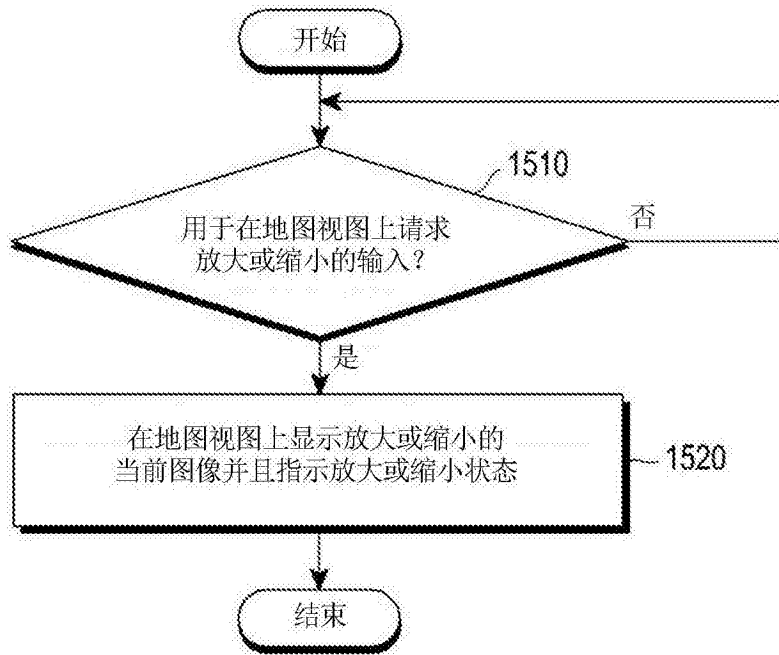 开始
1510
用于在地图视图上请求
放大或缩小的输入？
否
是
在地图视图上显示放大或缩小的
当前图像并且指示放大或缩小状态
1520
结束